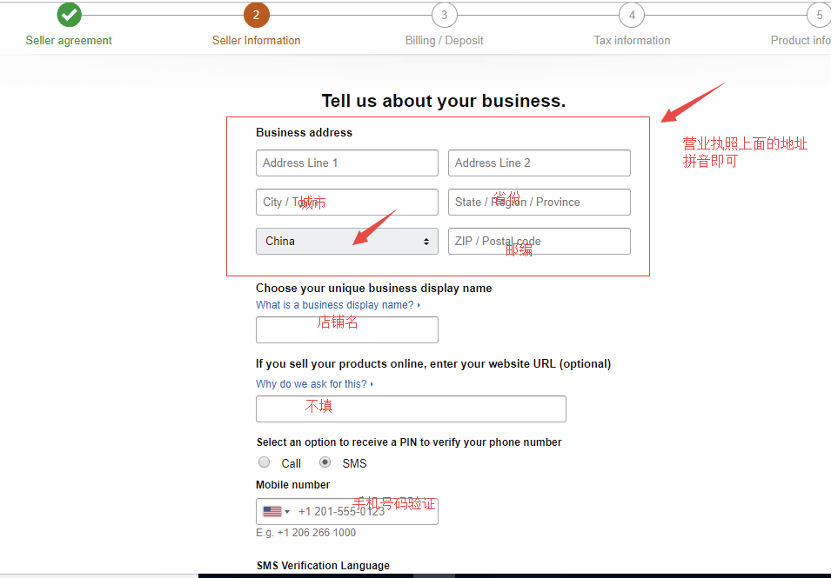 2
3
4
5
Seller agreement
Seller Information
Billing / Deposit
Tax information
Product info
Tell us about your business.
Business address
营业执照上面的地址
拼音即可
Address Line 1
Address Line 2
City / Town
城市
State / Region / Province
省份
China
ZIP / Postal code
邮编
Choose your unique business display name
What is a business display name?
店铺名
If you sell your products online, enter your website URL (optional)
Why do we ask for this?
不填
Select an option to receive a PIN to verify your phone number
Call
SMS
Mobile number
手机号码验证
+1 201-555-0123
E.g. +1 206 266 1000
SMS Verification Language